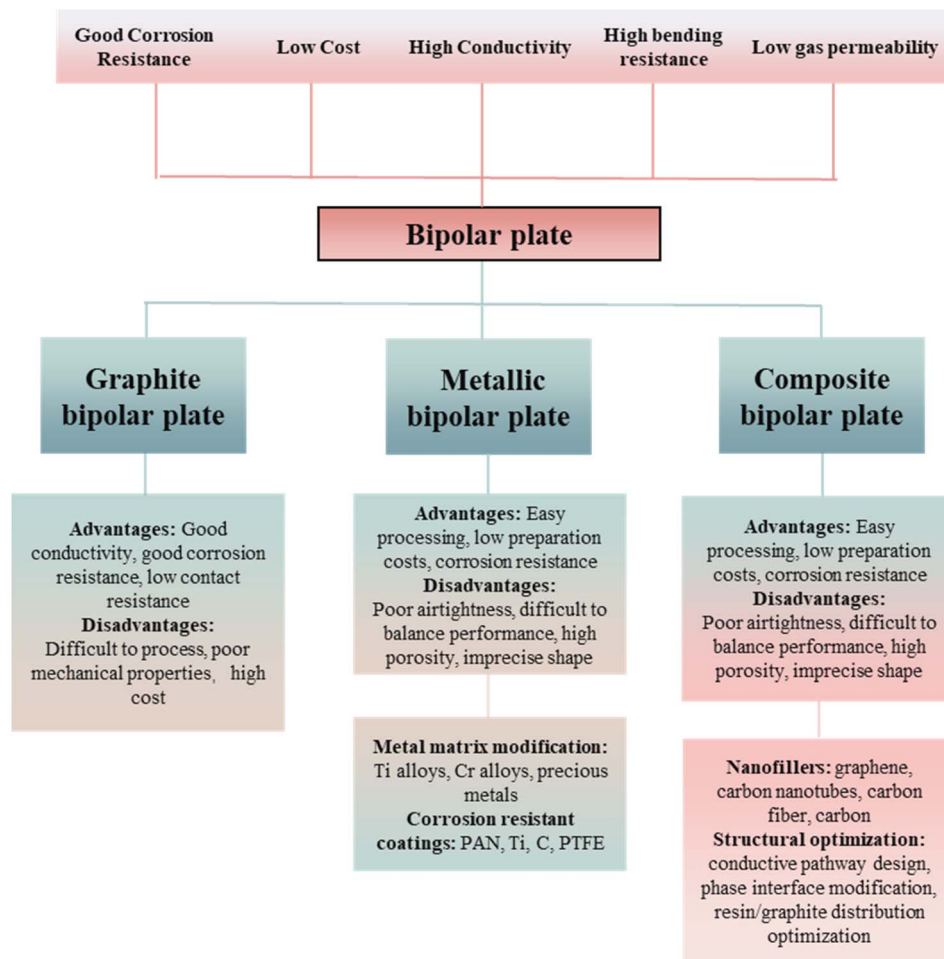 Good Corrosion
Resistance
Low Cost
High Conductivity
High bending
resistance
Low gas permeability
Bipolar plate
Graphite
bipolar plate
Metallic
bipolar plate
Composite
bipolar plate
Advantages: Good
conductivity, good corrosion
resistance, low contact
resistance
Disadvantages:
Difficult to process, poor
mechanical properties, high
cost
Advantages: Easy
processing, low preparation
costs, corrosion resistance
Disadvantages:
Poor airtightness, difficult to
balance performance, high
porosity, imprecise shape
Advantages: Easy
processing, low preparation
costs, corrosion resistance
Disadvantages:
Poor airtightness, difficult to
balance performance, high
porosity, imprecise shape
Metal matrix modification:
Ti alloys, Cr alloys, precious
metals
Corrosion resistant
coatings: PAN, Ti, C, PTFE
Nanofillers: graphene,
carbon nanotubes, carbon
fiber, carbon
Structural optimization:
conductive pathway design,
phase interface modification,
resin/graphite distribution
optimization